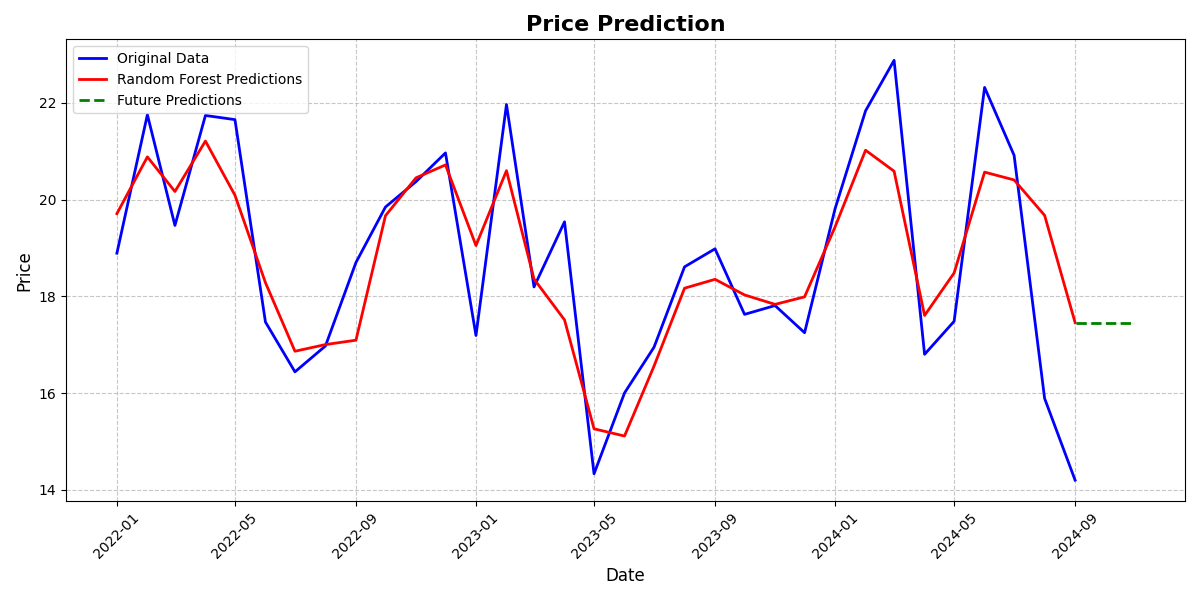 Price Prediction
Original Data
Random Forest Predictions
Future Predictions
Price
22
20
18
16
14
2022-01
2022-05
2022-09
2023-01
2023-05
2023-09
2024-01
2024-05
2024-09
Date